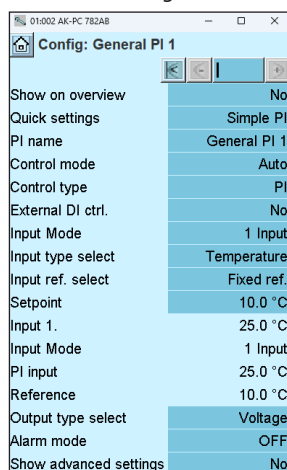 01:002 AK-PC 782AB
Config: General PI 1
Show on overview No
Quick settings Simple PI
PI name General PI 1
Control mode Auto
Control type PI
External DI ctrl. No
Input Mode 1 Input
Input type select Temperature
Input ref. select Fixed ref.
Setpoint 10.0 °C
Input 1. 25.0 °C
Input Mode 1 Input
PI input 25.0 °C
Reference 10.0 °C
Output type select Voltage
Alarm mode OFF
Show advanced settings No